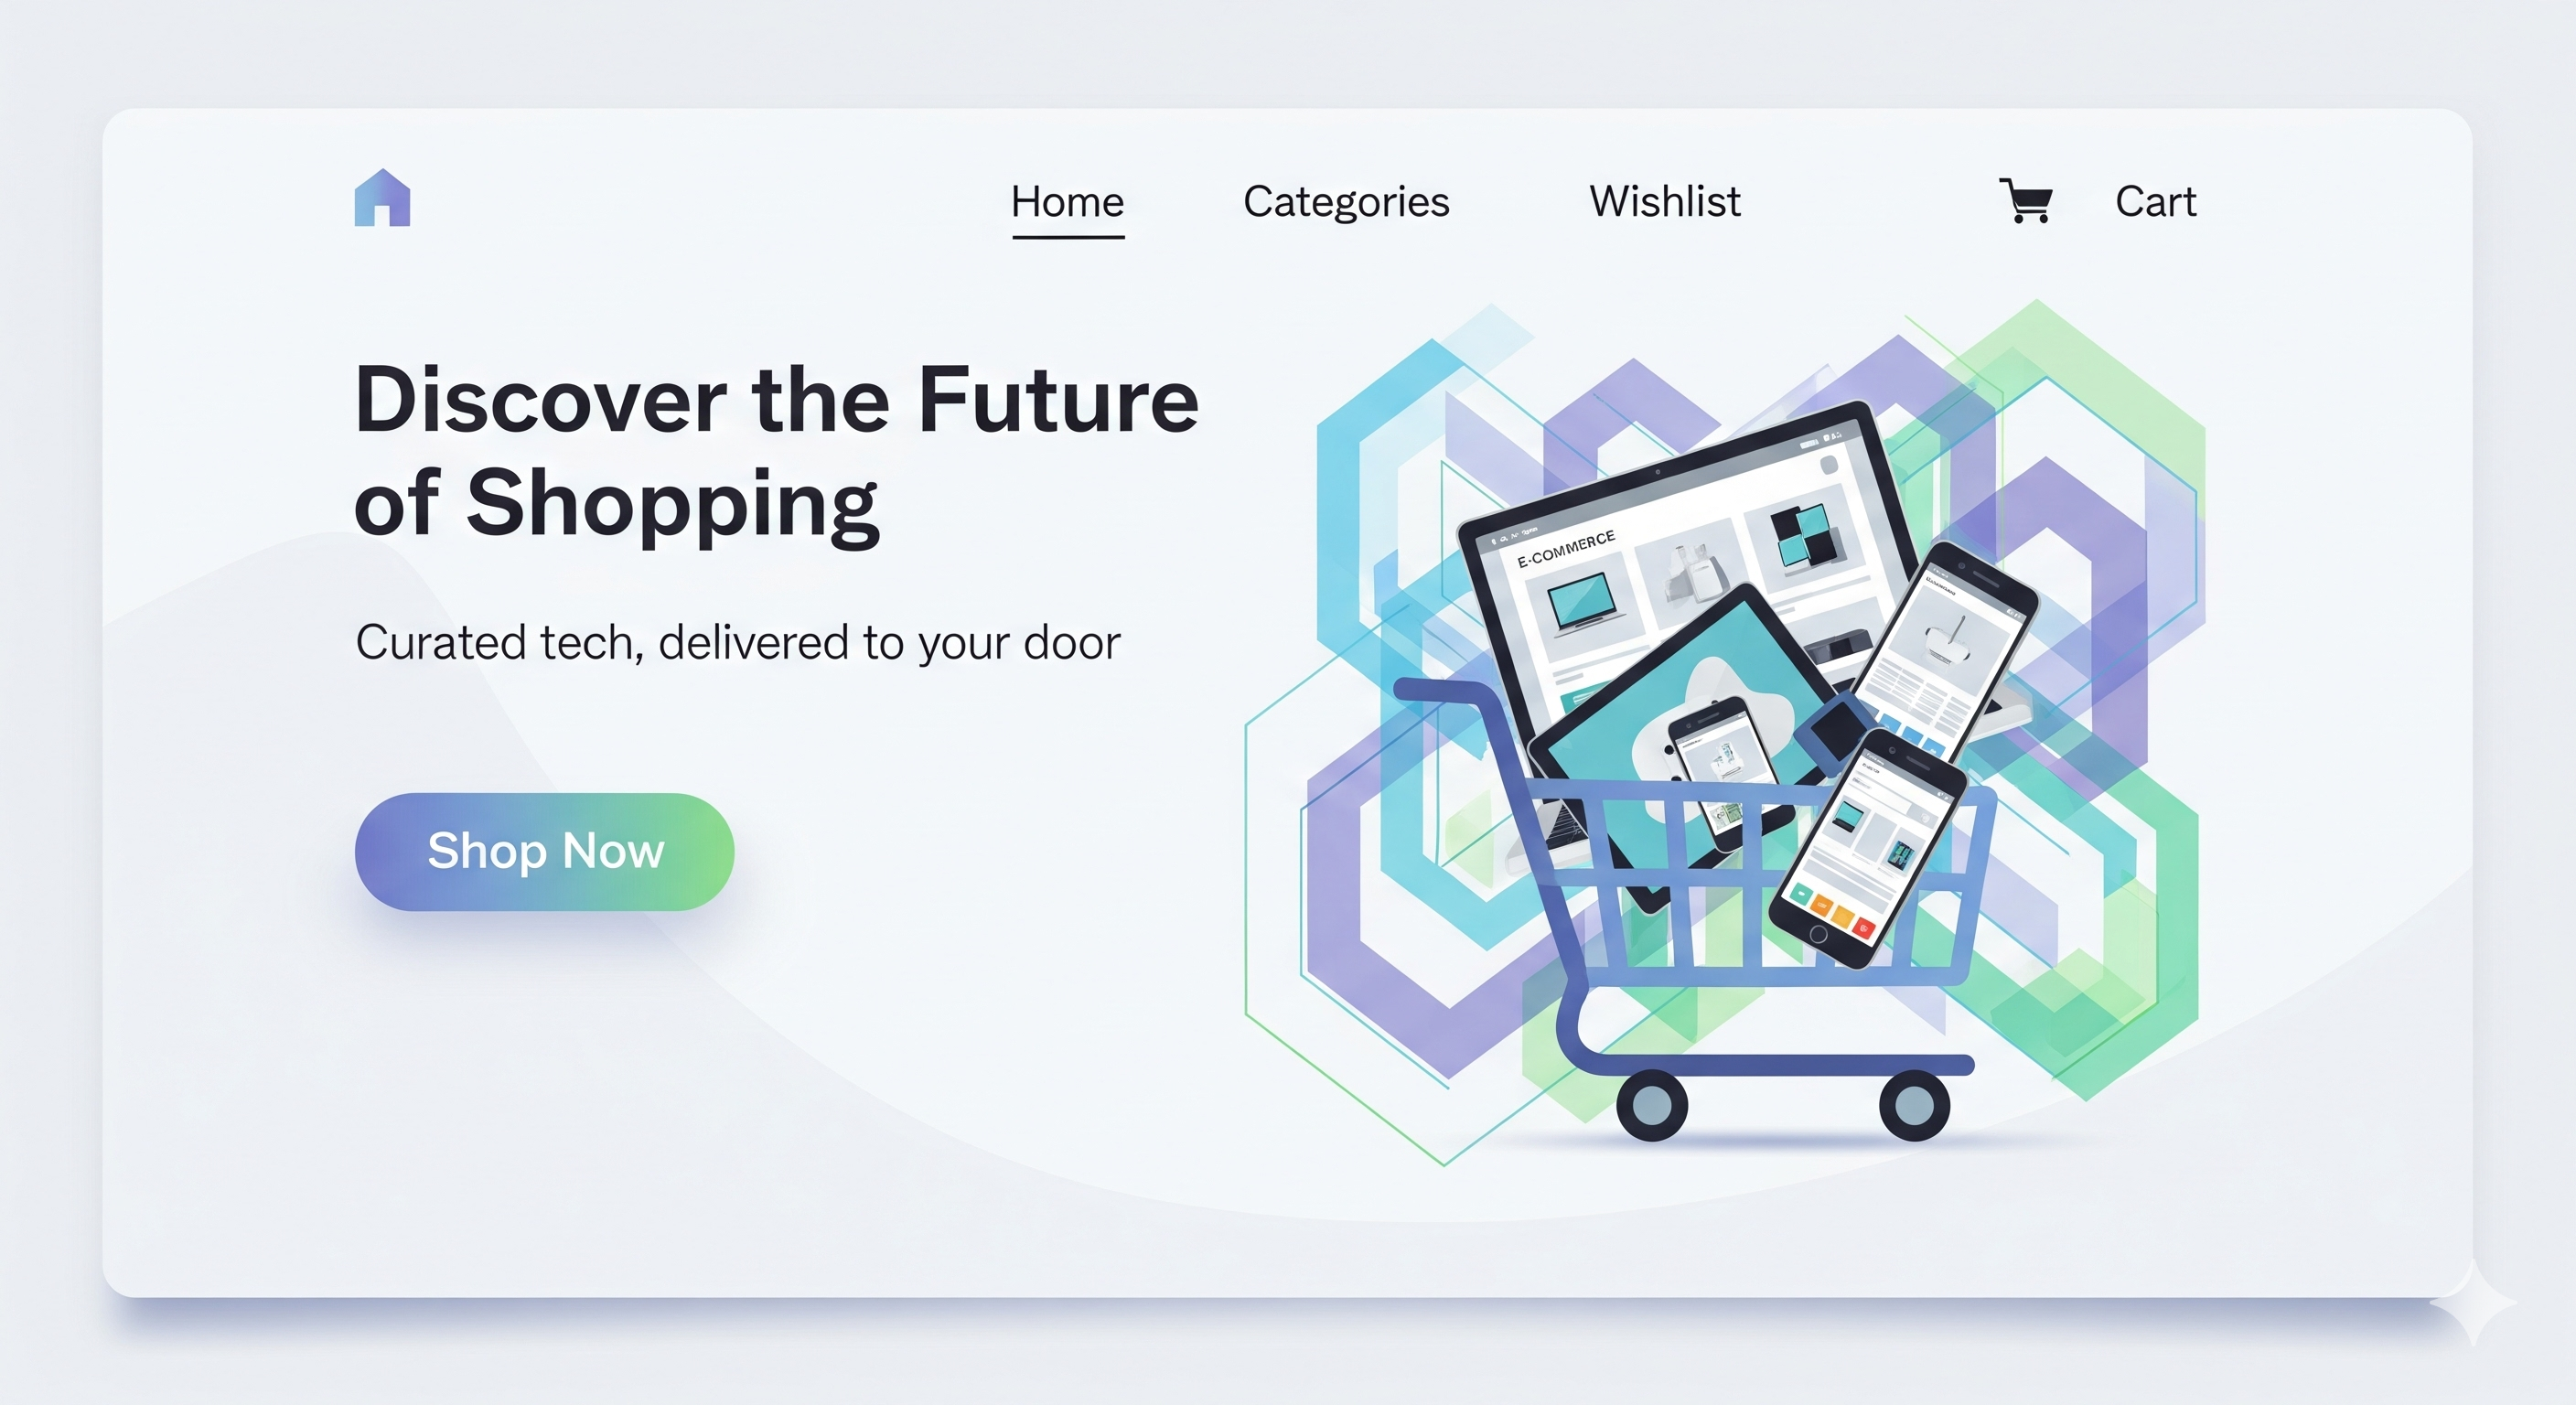 Home Categories Wishlist Cart
Discover the Future
of Shopping
Curated tech, delivered to your door
Shop Now
E-COMMERCE